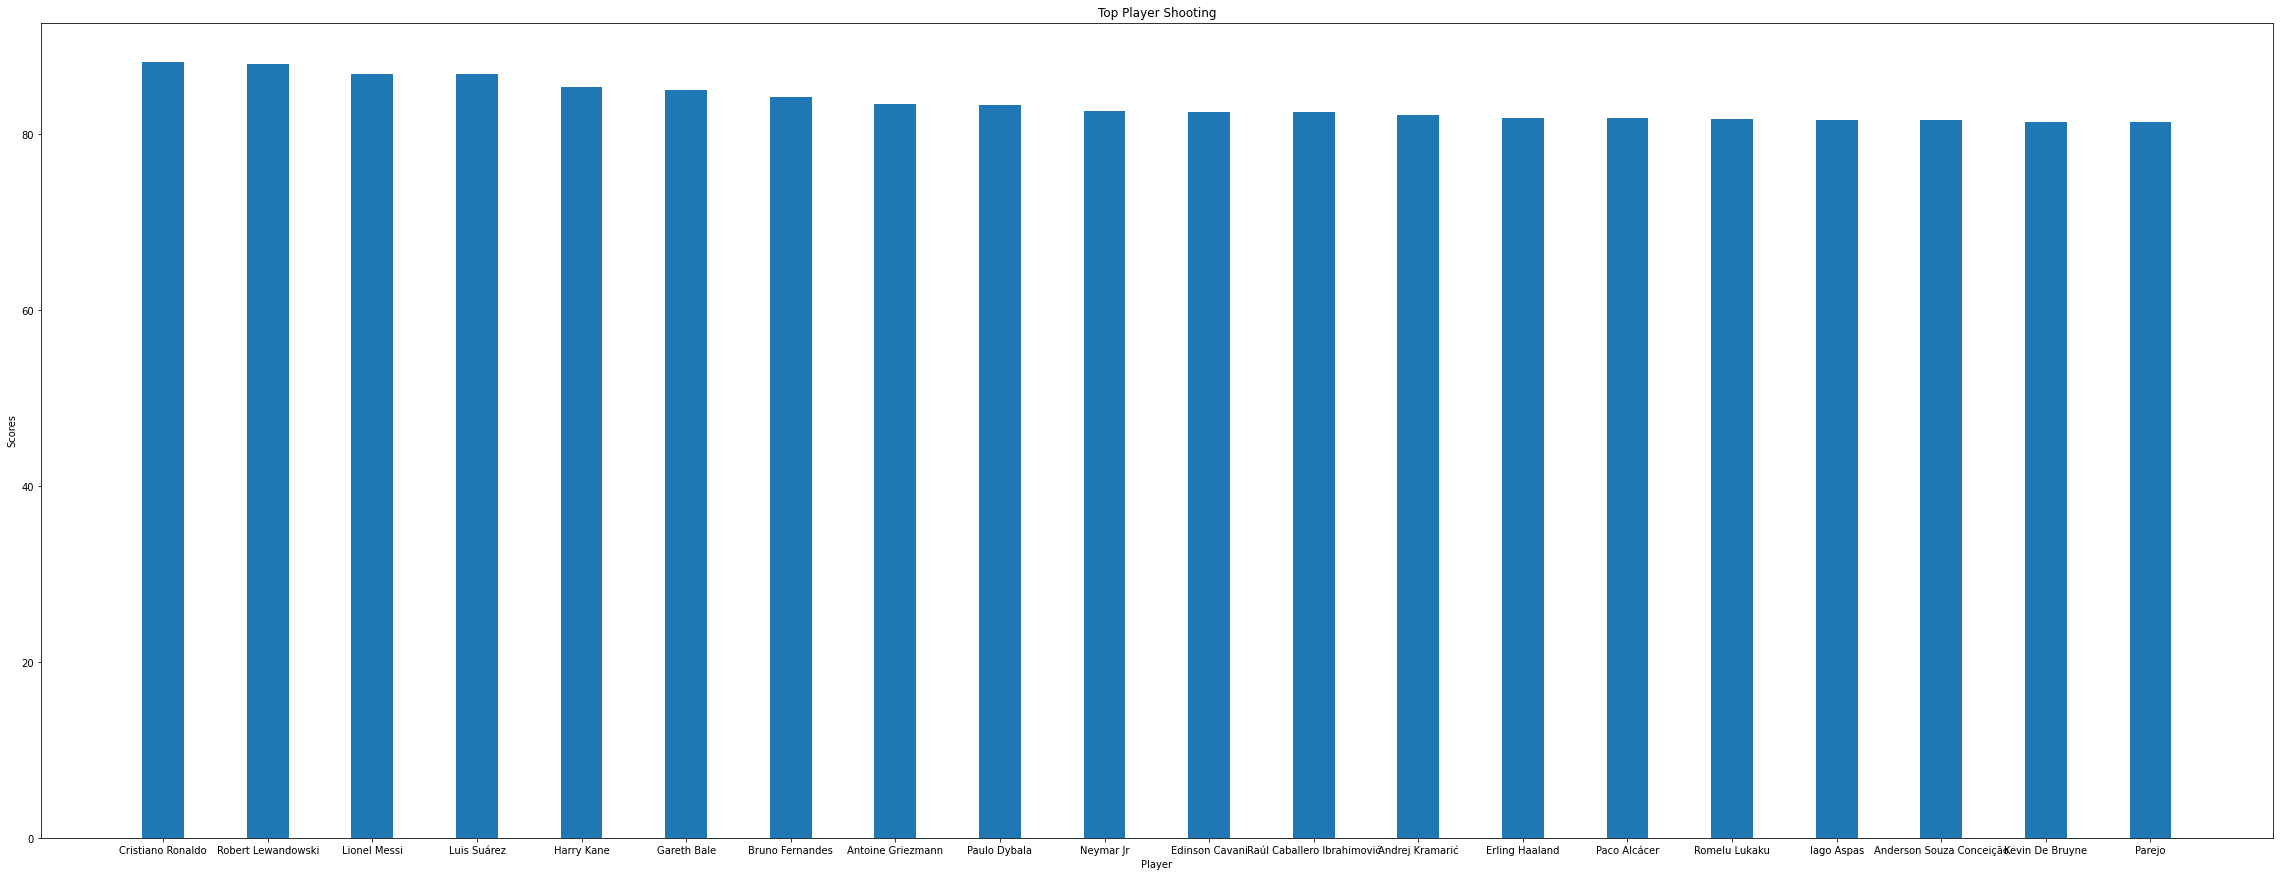 Top Player Shooting
Scores
80
60
40
20
0
Cristiano Ronaldo Robert Lewandowski Lionel Messi Luis Suárez Harry Kane Gareth Bale Bruno Fernandes Antoine Griezmann Paulo Dybala Neymar Jr Edinson Cavani Raúl Caballero Ibrahimović Andrej Kramarić Erling Haaland Paco Alcácer Romelu Lukaku Iago Aspas Anderson Souza Conceição Kevin De Bruyne Parejo
Player